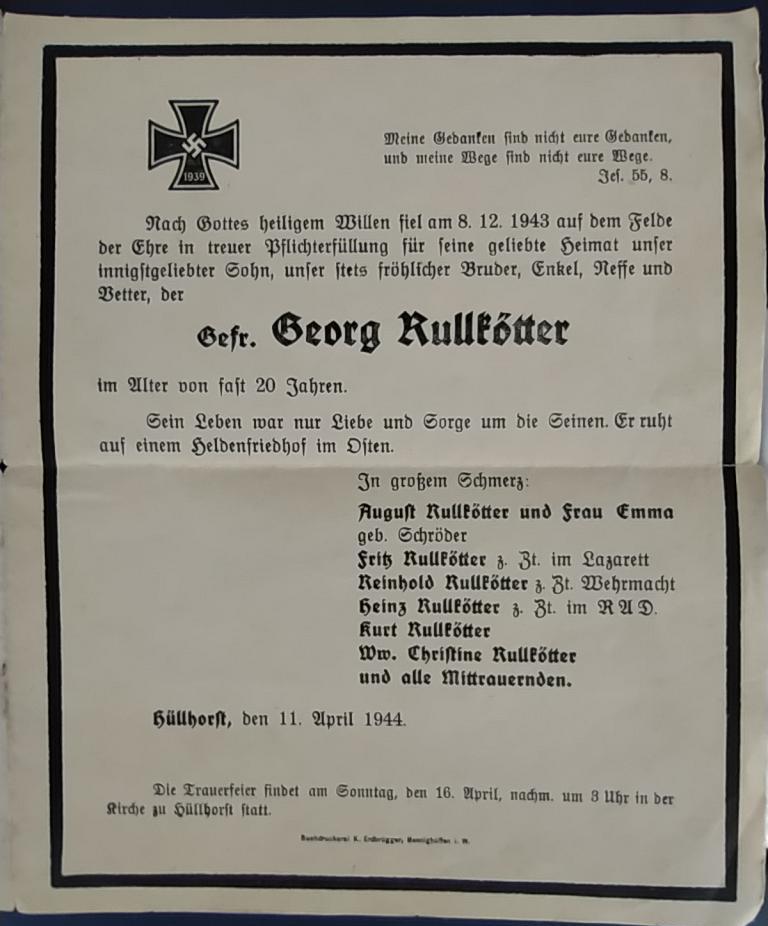 1939
Meine Gedanken sind nicht eure Gedanken,
und meine Wege sind nicht eure Wege.
Jes. 55, 8.
Nach Gottes heiligem Willen fiel am 8. 12. 1943 auf dem Felde
der Ehre in treuer Pflichterfüllung für seine geliebte Heimat unser
innigstgeliebter Sohn, unser stets fröhlicher Bruder, Enkel, Neffe und
Vetter, der
Gefr. Georg Rullkötter
im Alter von fast 20 Jahren.
Sein Leben war nur Liebe und Sorge um die Seinen. Er ruht
auf einem Heldenfriedhof im Osten.
In großem Schmerz:
August Rullkötter und Frau Emma
geb. Schröder
Fritz Rullkötter z. Zt. im Lazarett
Reinhold Rullkötter z. Zt. Wehrmacht
Heinz Rullkötter z. Zt. im R A D.
Kurt Rullkötter
Ww. Christine Rullkötter
und alle Mittrauernden.
Hüllhorst, den 11. April 1944.
Die Trauerfeier findet am Sonntag, den 16. April, nachm. um 3 Uhr in der
Kirche zu Hüllhorst statt.
Buchdruckerei K. Erdbrügger, Mennighüffen i. W.